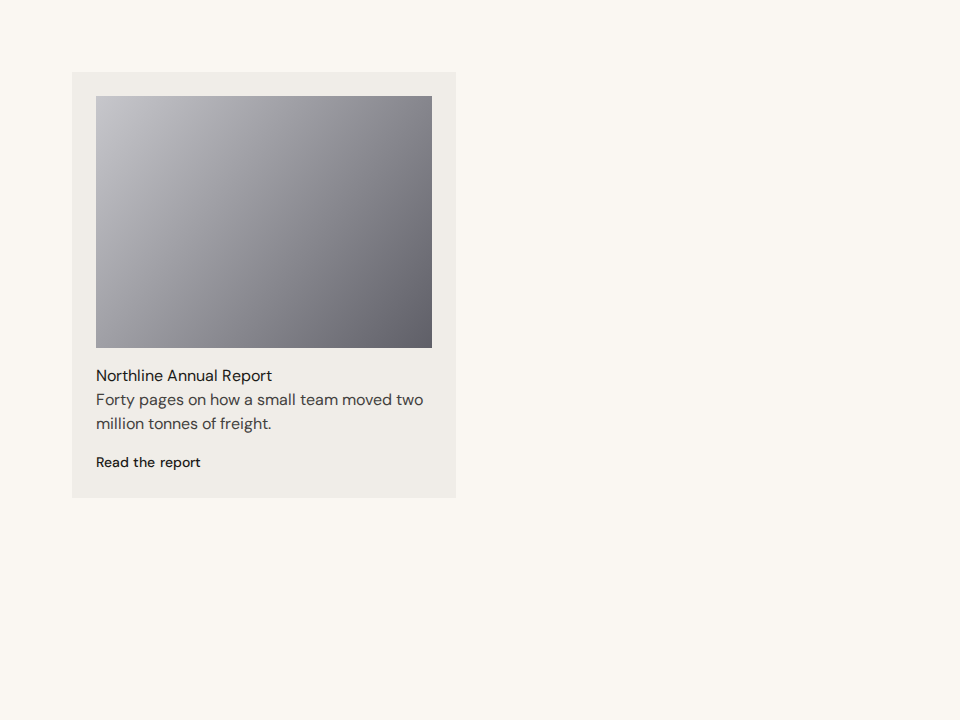 Northline Annual Report
Forty pages on how a small team moved two
million tonnes of freight.
Read the report